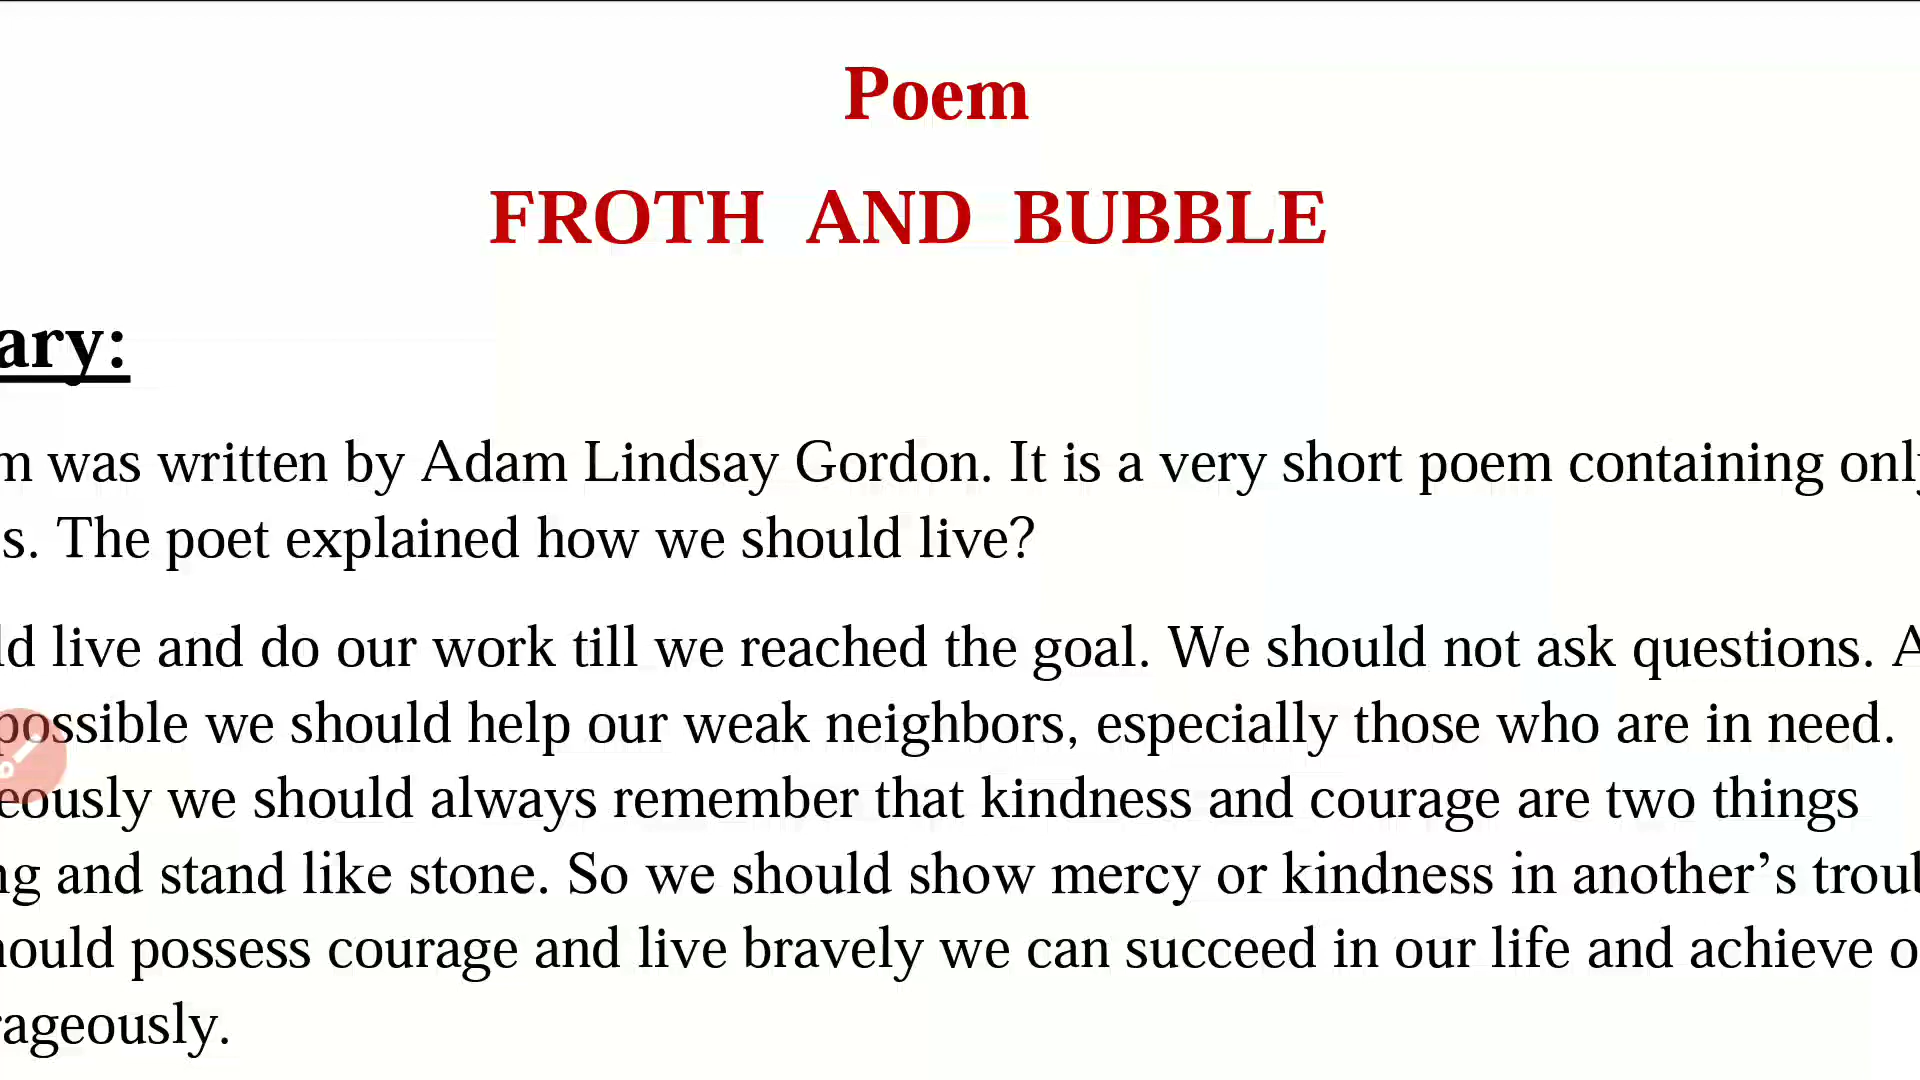 Poem
FROTH AND BUBBLE
ary:
m was written by Adam Lindsay Gordon. It is a very short poem containing only
s. The poet explained how we should live?
ld live and do our work till we reached the goal. We should not ask questions. A
possible we should help our weak neighbors, especially those who are in need.
eously we should always remember that kindness and courage are two things
ng and stand like stone. So we should show mercy or kindness in another’s troub
hould possess courage and live bravely we can succeed in our life and achieve o
rageously.